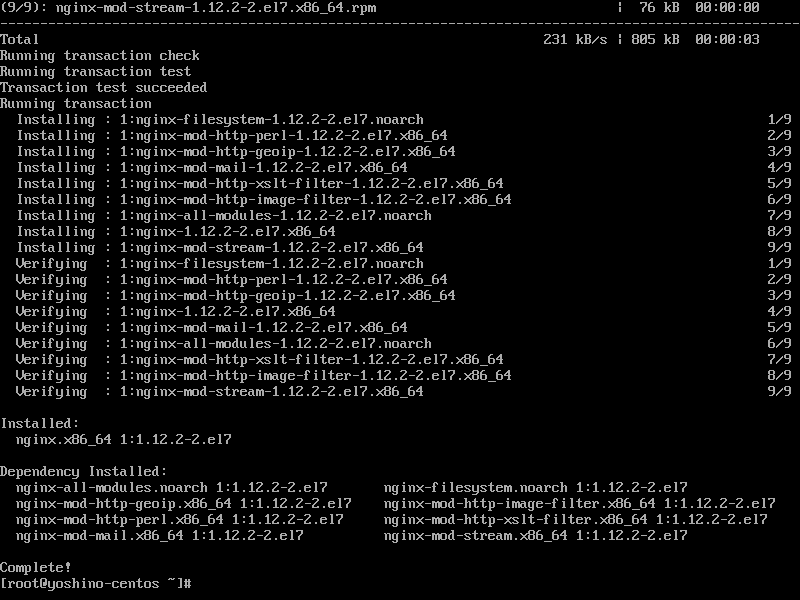 (9/9): nginx-mod-stream-1.12.2-2.el7.x86_64.rpm | 76 kB 00:00:00
--------------------------------------------------------------------------------
Total 231 kB/s | 805 kB 00:00:03
Running transaction check
Running transaction test
Transaction test succeeded
Running transaction
Installing : 1:nginx-filesystem-1.12.2-2.el7.noarch 1/9
Installing : 1:nginx-mod-http-perl-1.12.2-2.el7.x86_64 2/9
Installing : 1:nginx-mod-http-geoip-1.12.2-2.el7.x86_64 3/9
Installing : 1:nginx-mod-mail-1.12.2-2.el7.x86_64 4/9
Installing : 1:nginx-mod-http-xslt-filter-1.12.2-2.el7.x86_64 5/9
Installing : 1:nginx-mod-http-image-filter-1.12.2-2.el7.x86_64 6/9
Installing : 1:nginx-all-modules-1.12.2-2.el7.noarch 7/9
Installing : 1:nginx-1.12.2-2.el7.x86_64 8/9
Installing : 1:nginx-mod-stream-1.12.2-2.el7.x86_64 9/9
Verifying : 1:nginx-filesystem-1.12.2-2.el7.noarch 1/9
Verifying : 1:nginx-mod-http-perl-1.12.2-2.el7.x86_64 2/9
Verifying : 1:nginx-mod-http-geoip-1.12.2-2.el7.x86_64 3/9
Verifying : 1:nginx-1.12.2-2.el7.x86_64 4/9
Verifying : 1:nginx-mod-mail-1.12.2-2.el7.x86_64 5/9
Verifying : 1:nginx-all-modules-1.12.2-2.el7.noarch 6/9
Verifying : 1:nginx-mod-http-xslt-filter-1.12.2-2.el7.x86_64 7/9
Verifying : 1:nginx-mod-http-image-filter-1.12.2-2.el7.x86_64 8/9
Verifying : 1:nginx-mod-stream-1.12.2-2.el7.x86_64 9/9
Installed:
nginx.x86_64 1:1.12.2-2.el7
Dependency Installed:
nginx-all-modules.noarch 1:1.12.2-2.el7 nginx-filesystem.noarch 1:1.12.2-2.el7
nginx-mod-http-geoip.x86_64 1:1.12.2-2.el7 nginx-mod-http-image-filter.x86_64 1:1.12.2-2.el7
nginx-mod-http-perl.x86_64 1:1.12.2-2.el7 nginx-mod-http-xslt-filter.x86_64 1:1.12.2-2.el7
nginx-mod-mail.x86_64 1:1.12.2-2.el7 nginx-mod-stream.x86_64 1:1.12.2-2.el7
Complete!
[root@yoshino-centos ~]#